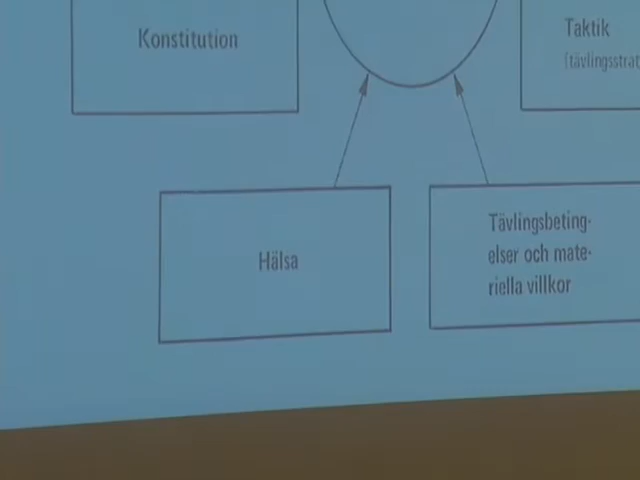 Konstitution
Taktik
(tävlingsstrat
Hälsa
Tävlingsbeting-
elser och mate-
riella villkor